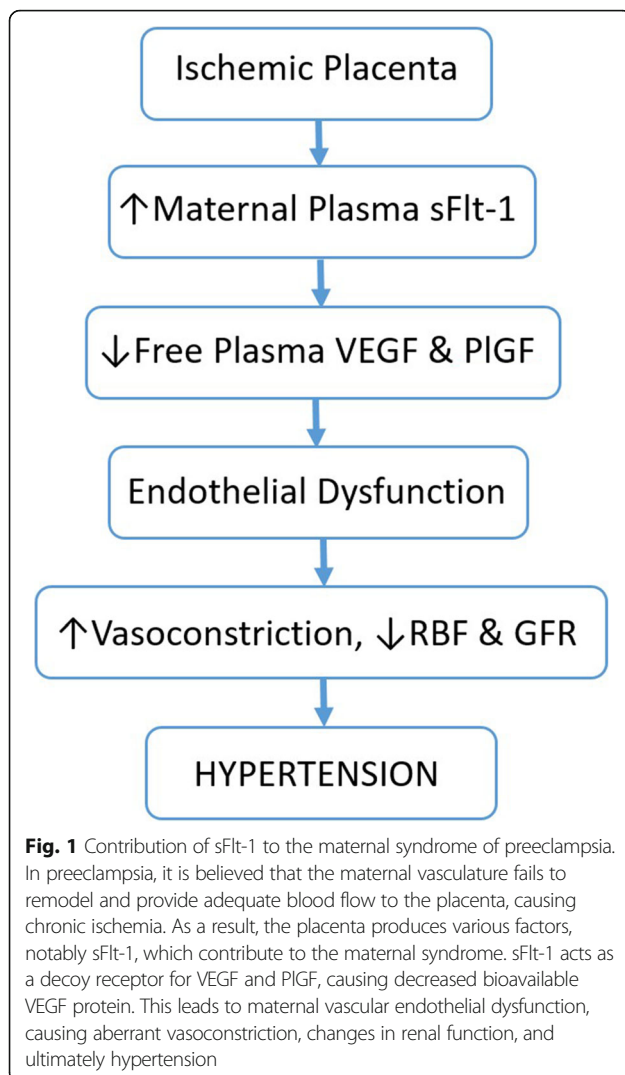 Ischemic Placenta
↑Maternal Plasma sFlt-1
↓Free Plasma VEGF & PlGF
Endothelial Dysfunction
↑Vasoconstriction, ↓RBF & GFR
HYPERTENSION
Fig. 1 Contribution of sFlt-1 to the maternal syndrome of preeclampsia.
In preeclampsia, it is believed that the maternal vasculature fails to
remodel and provide adequate blood flow to the placenta, causing
chronic ischemia. As a result, the placenta produces various factors,
notably sFlt-1, which contribute to the maternal syndrome. sFlt-1 acts as
a decoy receptor for VEGF and PlGF, causing decreased bioavailable
VEGF protein. This leads to maternal vascular endothelial dysfunction,
causing aberrant vasoconstriction, changes in renal function, and
ultimately hypertension